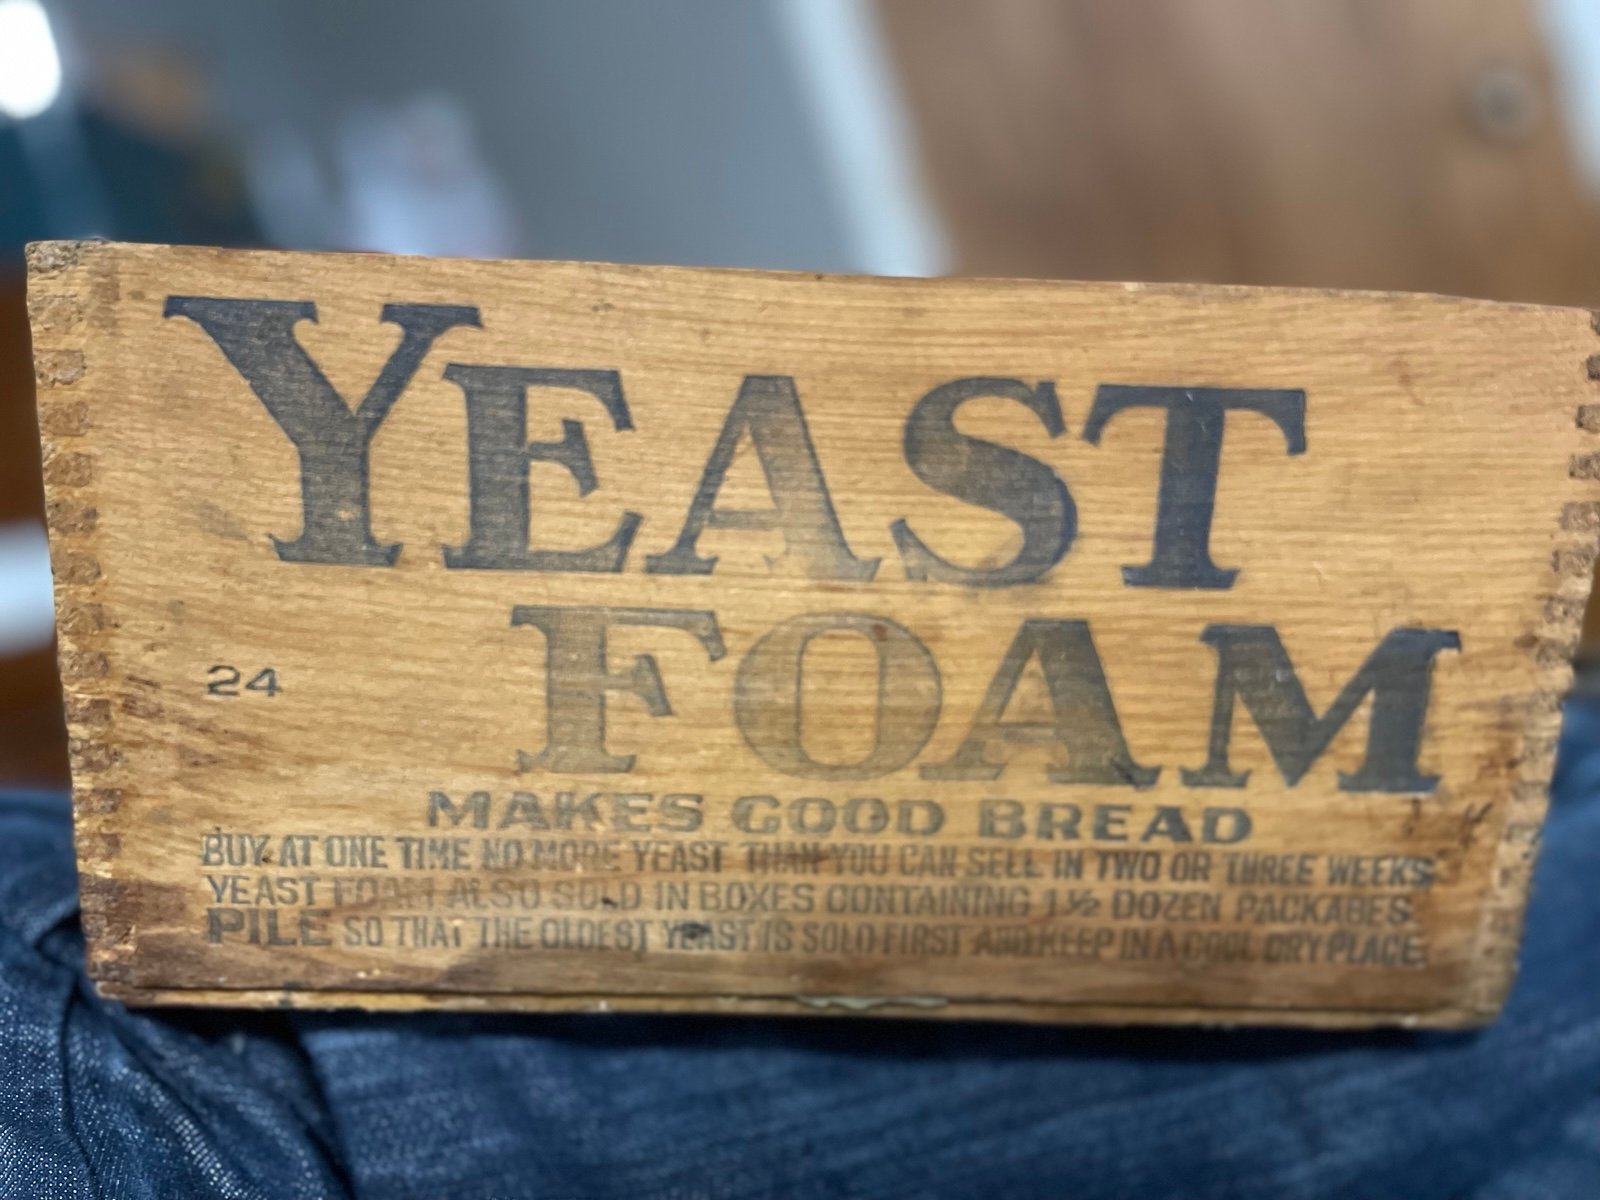 YEAST
FOAM
24
MAKES GOOD BREAD
BUY AT ONE TIME NO MORE YEAST THAN YOU CAN SELL IN TWO OR THREE WEEKS
YEAST FOAM ALSO SOLD IN BOXES CONTAINING 1½ DOZEN PACKAGES.
PILE SO THAT THE OLDEST YEAST IS SOLD FIRST AND KEEP IN A COOL DRY PLACE.